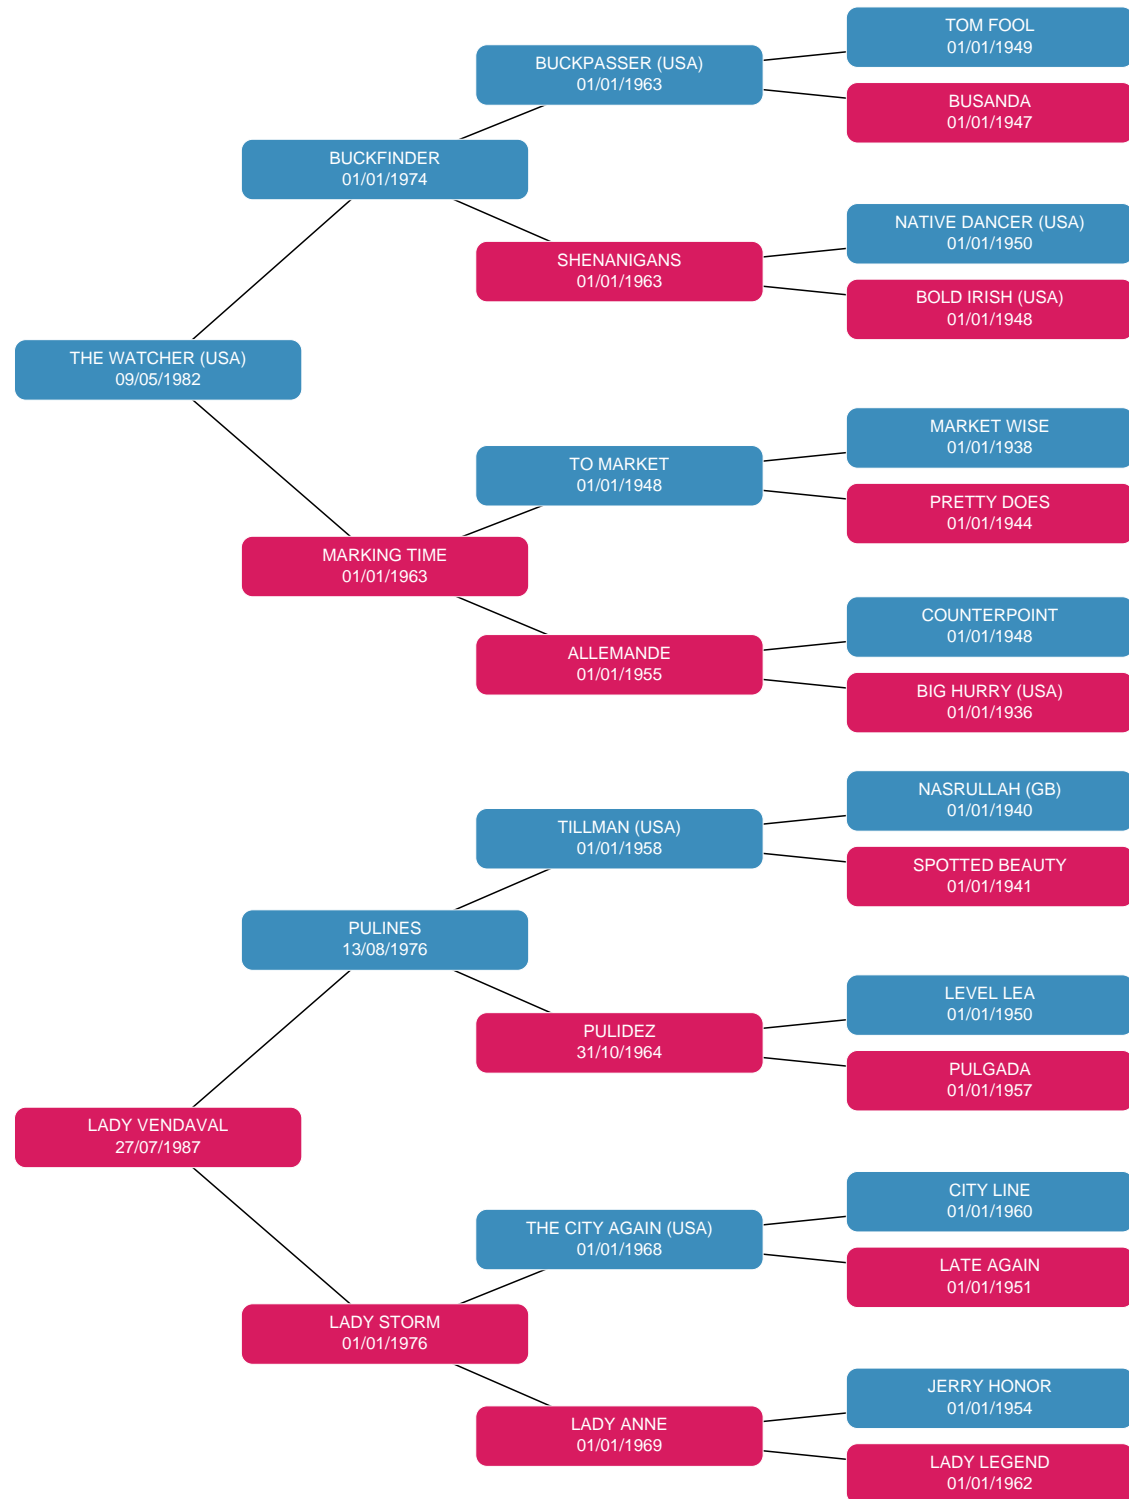 TOM FOOL
01/01/1949
BUCKPASSER (USA)
01/01/1963
BUSANDA
01/01/1947
BUCKFINDER
01/01/1974
NATIVE DANCER (USA)
01/01/1950
SHENANIGANS
01/01/1963
BOLD IRISH (USA)
01/01/1948
THE WATCHER (USA)
09/05/1982
MARKET WISE
01/01/1938
TO MARKET
01/01/1948
PRETTY DOES
01/01/1944
MARKING TIME
01/01/1963
COUNTERPOINT
01/01/1948
ALLEMANDE
01/01/1955
BIG HURRY (USA)
01/01/1936
NASRULLAH (GB)
01/01/1940
TILLMAN (USA)
01/01/1958
SPOTTED BEAUTY
01/01/1941
PULINES
13/08/1976
LEVEL LEA
01/01/1950
PULIDEZ
31/10/1964
PULGADA
01/01/1957
LADY VENDAVAL
27/07/1987
CITY LINE
01/01/1960
THE CITY AGAIN (USA)
01/01/1968
LATE AGAIN
01/01/1951
LADY STORM
01/01/1976
JERRY HONOR
01/01/1954
LADY ANNE
01/01/1969
LADY LEGEND
01/01/1962